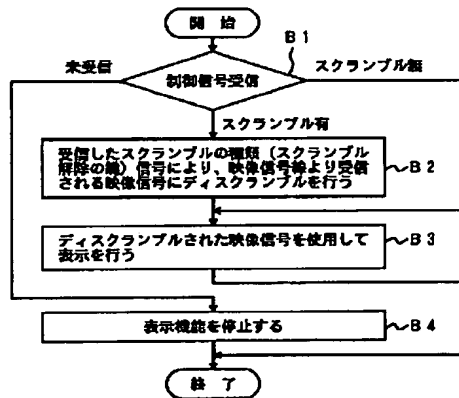 開 始
B1
未受信
制御信号受信
スクランブル無
スクランブル有
受信したスクランブルの種類（スクランブル
解除の鍵）信号により、映像信号線より受信
される映像信号にディスクランブルを行う
B2
ディスクランブルされた映像信号を使用して
表示を行う
B3
表示機能を停止する
B4
終 了